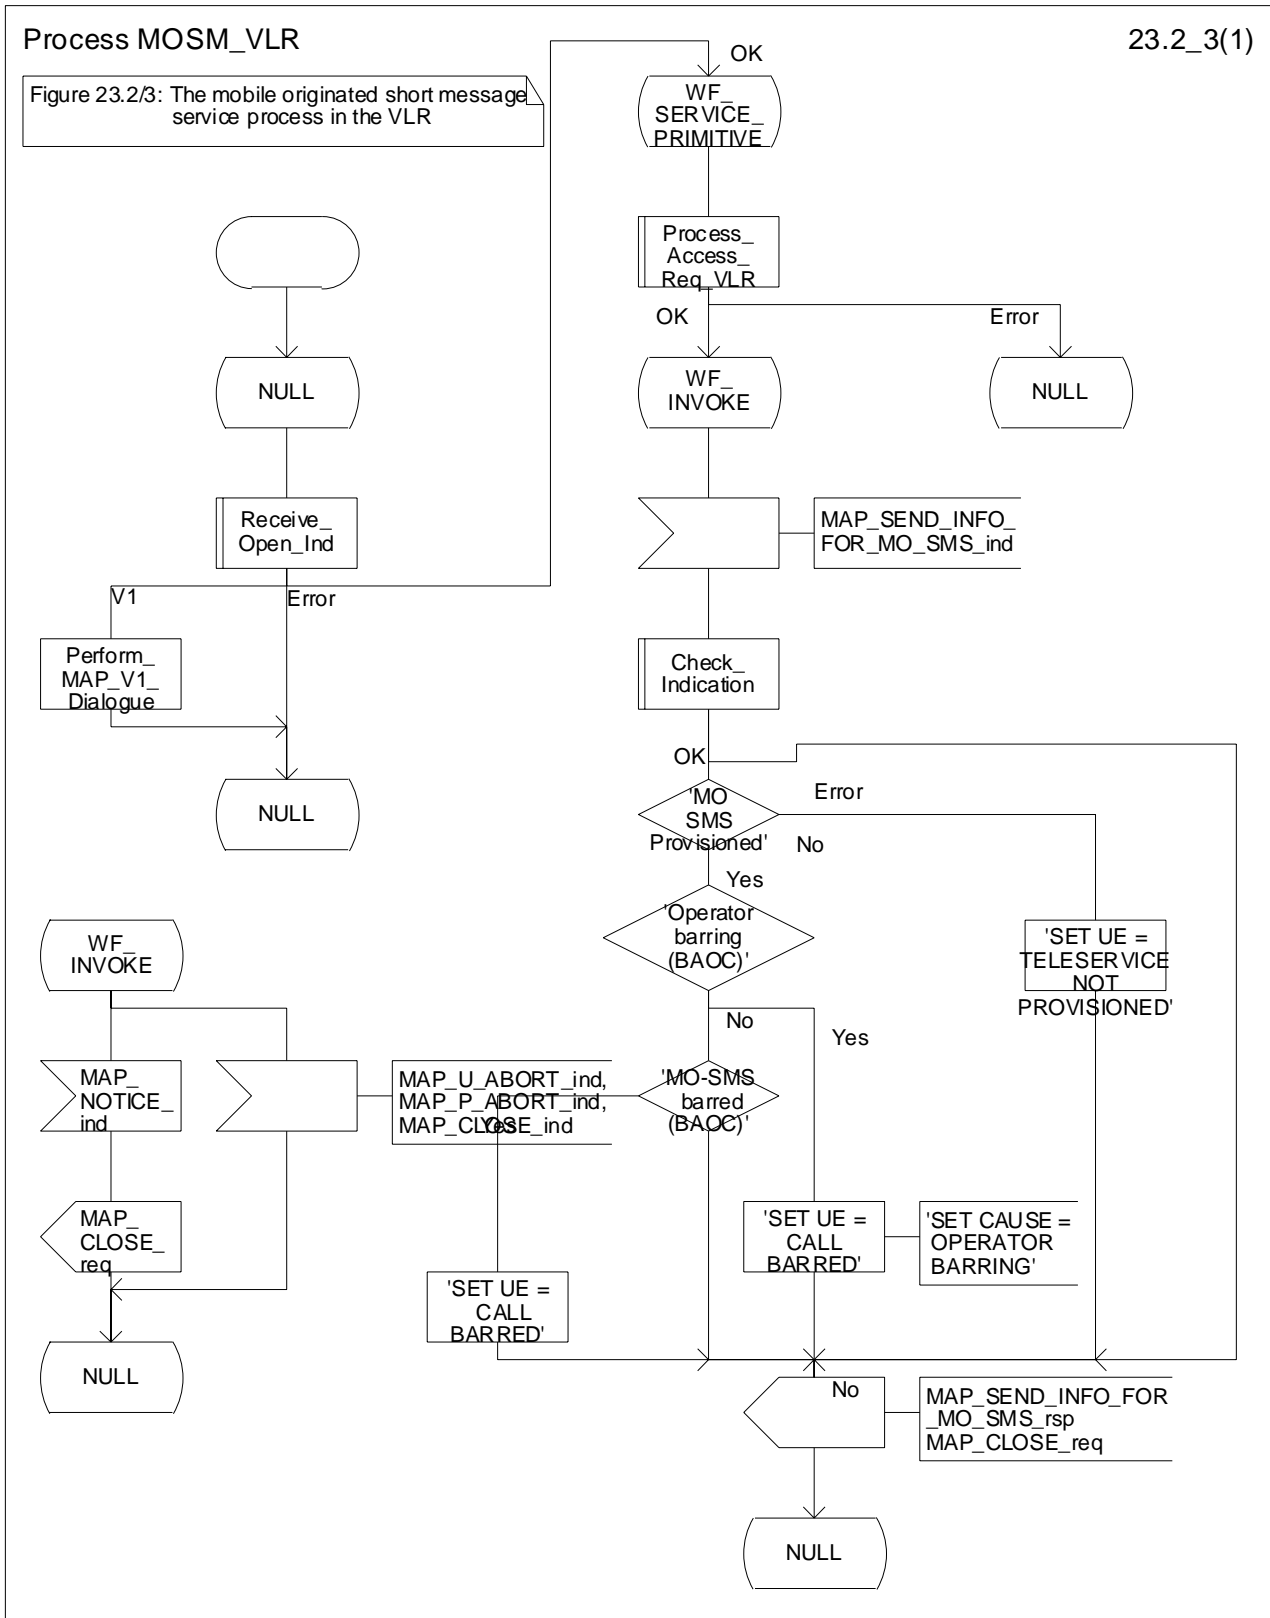 Process MOSM_VLR
23.2_3(1)
Figure 23.2/3: The mobile originated short message
service process in the VLR
OK
WF_
SERVICE_
PRIMITIVE
Process_
Access_
Req_VLR
OK
Error
NULL
WF_
INVOKE
NULL
Receive_
Open_Ind
MAP_SEND_INFO_
FOR_MO_SMS_ind
V1
Error
Perform_
MAP_V1_
Dialogue
Check_
Indication
OK
NULL
'MO
SMS
Provisioned'
Error
No
Yes
'Operator
barring
(BAOC)'
WF_
INVOKE
'SET UE =
TELESERVICE
NOT
PROVISIONED'
No
Yes
MAP_
NOTICE_
ind
MAP_U_ABORT_ind,
MAP_P_ABORT_ind,
MAP_CLOSE_ind
Yes
'MO-SMS
barred
(BAOC)'
MAP_
CLOSE_
req
'SET UE =
CALL
BARRED'
'SET CAUSE =
OPERATOR
BARRING'
'SET UE =
CALL
BARRED'
NULL
No
MAP_SEND_INFO_FOR
_MO_SMS_rsp
MAP_CLOSE_req
NULL